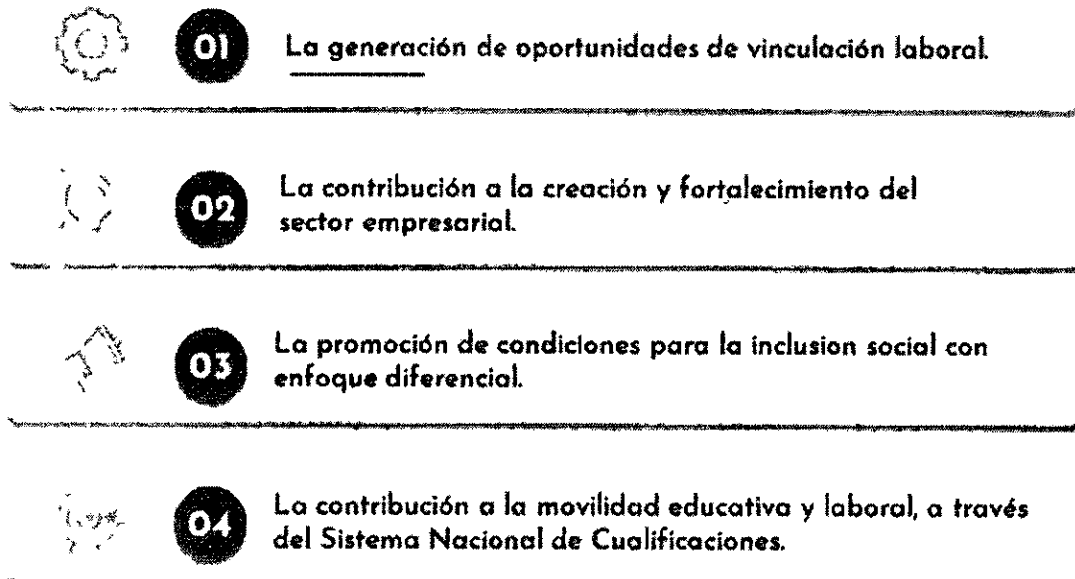 01 La generación de oportunidades de vinculación laboral.
02 La contribución a la creación y fortalecimiento del
sector empresarial.
03 La promoción de condiciones para la inclusion social con
enfoque diferencial.
04 La contribución a la movilidad educativa y laboral, a través
del Sistema Nacional de Cualificaciones.